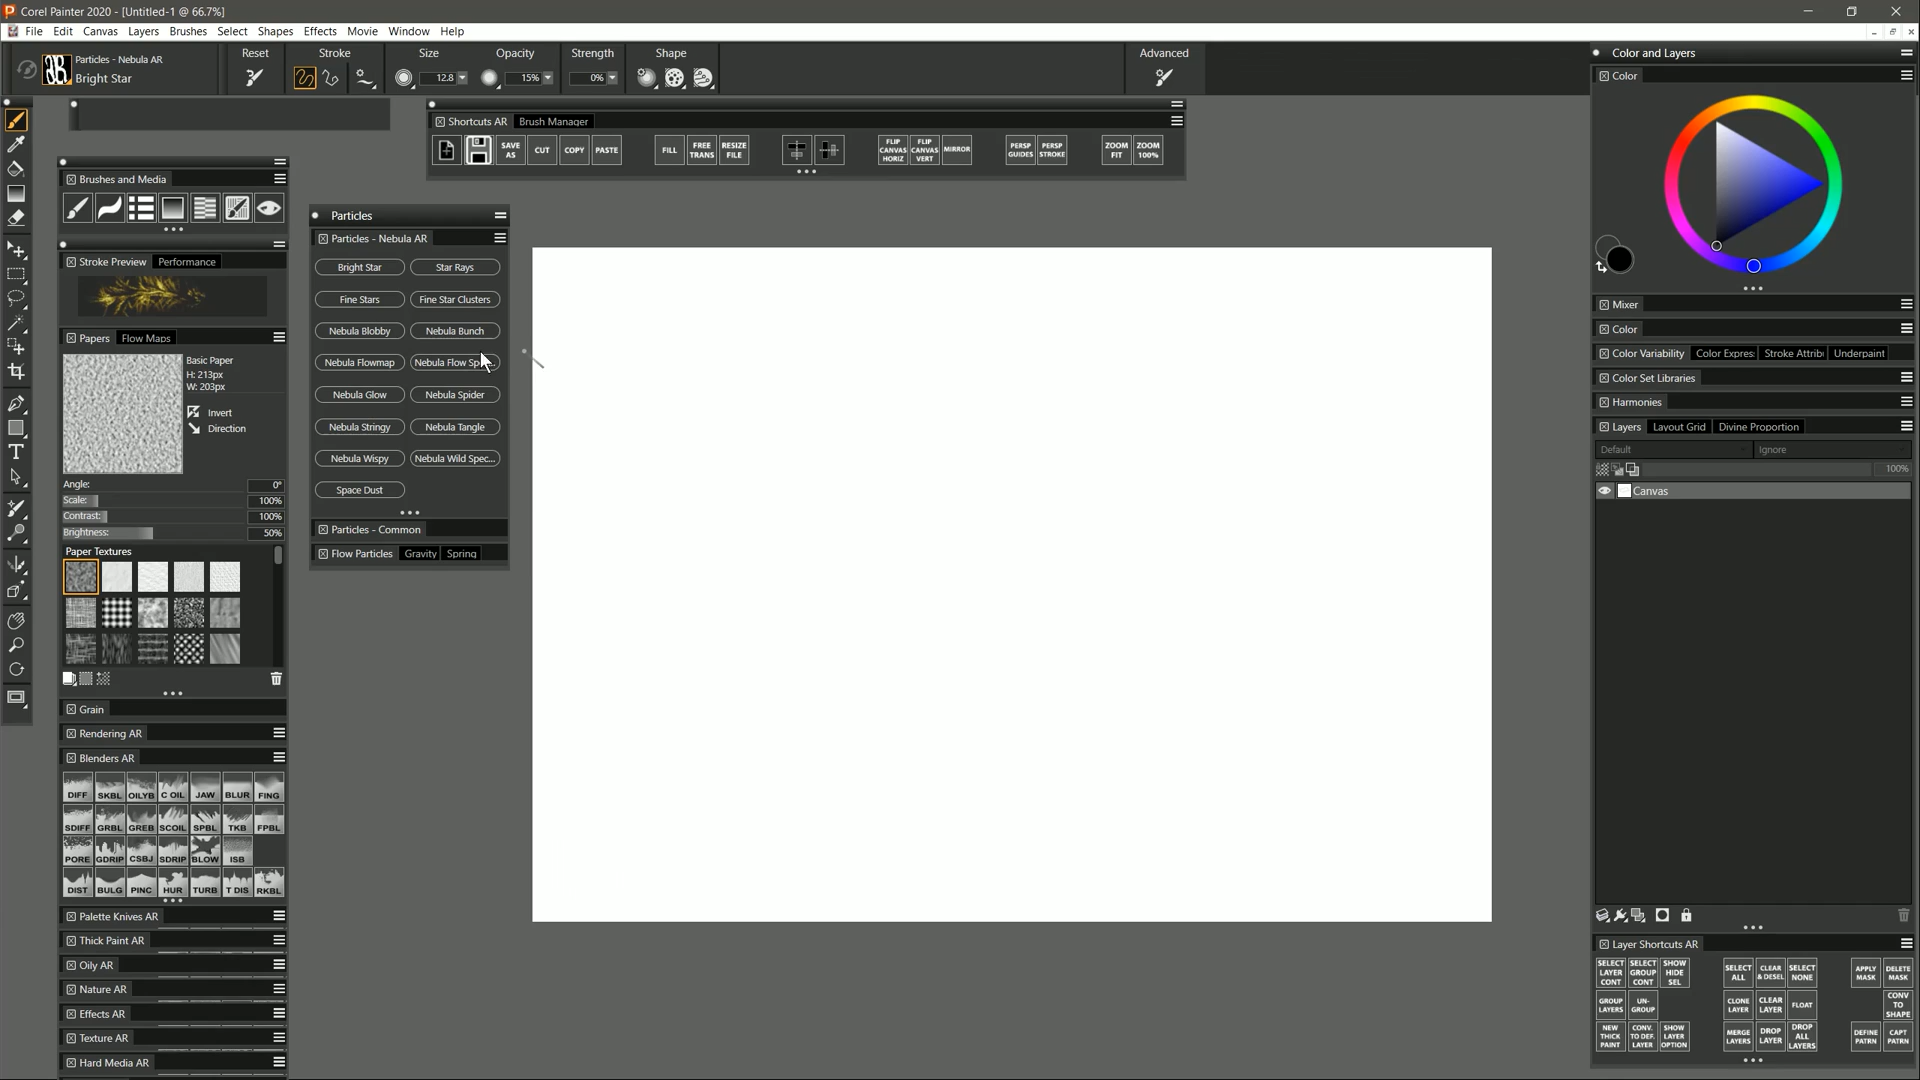 Corel Painter 2020 - [Untitled-1 @ 66.7%]
File Edit Canvas Layers Brushes Select Shapes Effects Movie Window Help
Particles - Nebula AR
Bright Star
Reset Stroke Size Opacity Strength Shape Advanced
12.8 15% 0%
Shortcuts AR Brush Manager
SAVE AS CUT COPY PASTE FILL FREE TRANS RESIZE FILE FLIP CANVAS HORIZ FLIP CANVAS VERT MIRROR PERSP GUIDES PERSP STROKE ZOOM FIT ZOOM 100%
Brushes and Media
Stroke Preview Performance
Papers Flow Maps
Basic Paper
H: 213px
W: 203px
Invert
Direction
Angle: 0°
Scale: 100%
Contrast: 100%
Brightness: 50%
Paper Textures
Grain
Rendering AR
Blenders AR
DIFF SKBL OILYB C OIL JAW BLUR FING
SDIFF GRBL GREB SCOIL SPBL TKB FPBL
PORE GDRIP CSBJ SDRIP BLOW ISB
DIST BULG PINC HUR TURB T DIS RKBL
Palette Knives AR
Thick Paint AR
Oily AR
Nature AR
Effects AR
Texture AR
Hard Media AR
Particles
Particles - Nebula AR
Bright Star Star Rays
Fine Stars Fine Star Clusters
Nebula Blobby Nebula Bunch
Nebula Flowmap Nebula Flow
Nebula Glow Nebula Spider
Nebula Stringy Nebula Tangle
Nebula Wispy Nebula Wild Spec...
Space Dust
Particles - Common
Flow Particles Gravity Spring
Color and Layers
Color
Mixer
Color
Color Variability Color Expres Stroke Attrib Underpaint
Color Set Libraries
Harmonies
Layers Layout Grid Divine Proportion
Default Ignore
100%
Canvas
Layer Shortcuts AR
SELECT LAYER CONT SELECT GROUP CONT SHOW HIDE SEL SELECT ALL CLEAR & DESEL SELECT NONE APPLY MASK DELETE MASK
GROUP LAYERS UN-GROUP CLONE LAYER CLEAR LAYER FLOAT CONV TO SHAPE
NEW THICK PAINT CONV. TO DEF. LAYER SHOW LAYER OPTION MERGE LAYERS DROP LAYER DROP ALL LAYERS DEFINE PATRN CAPT PATRN